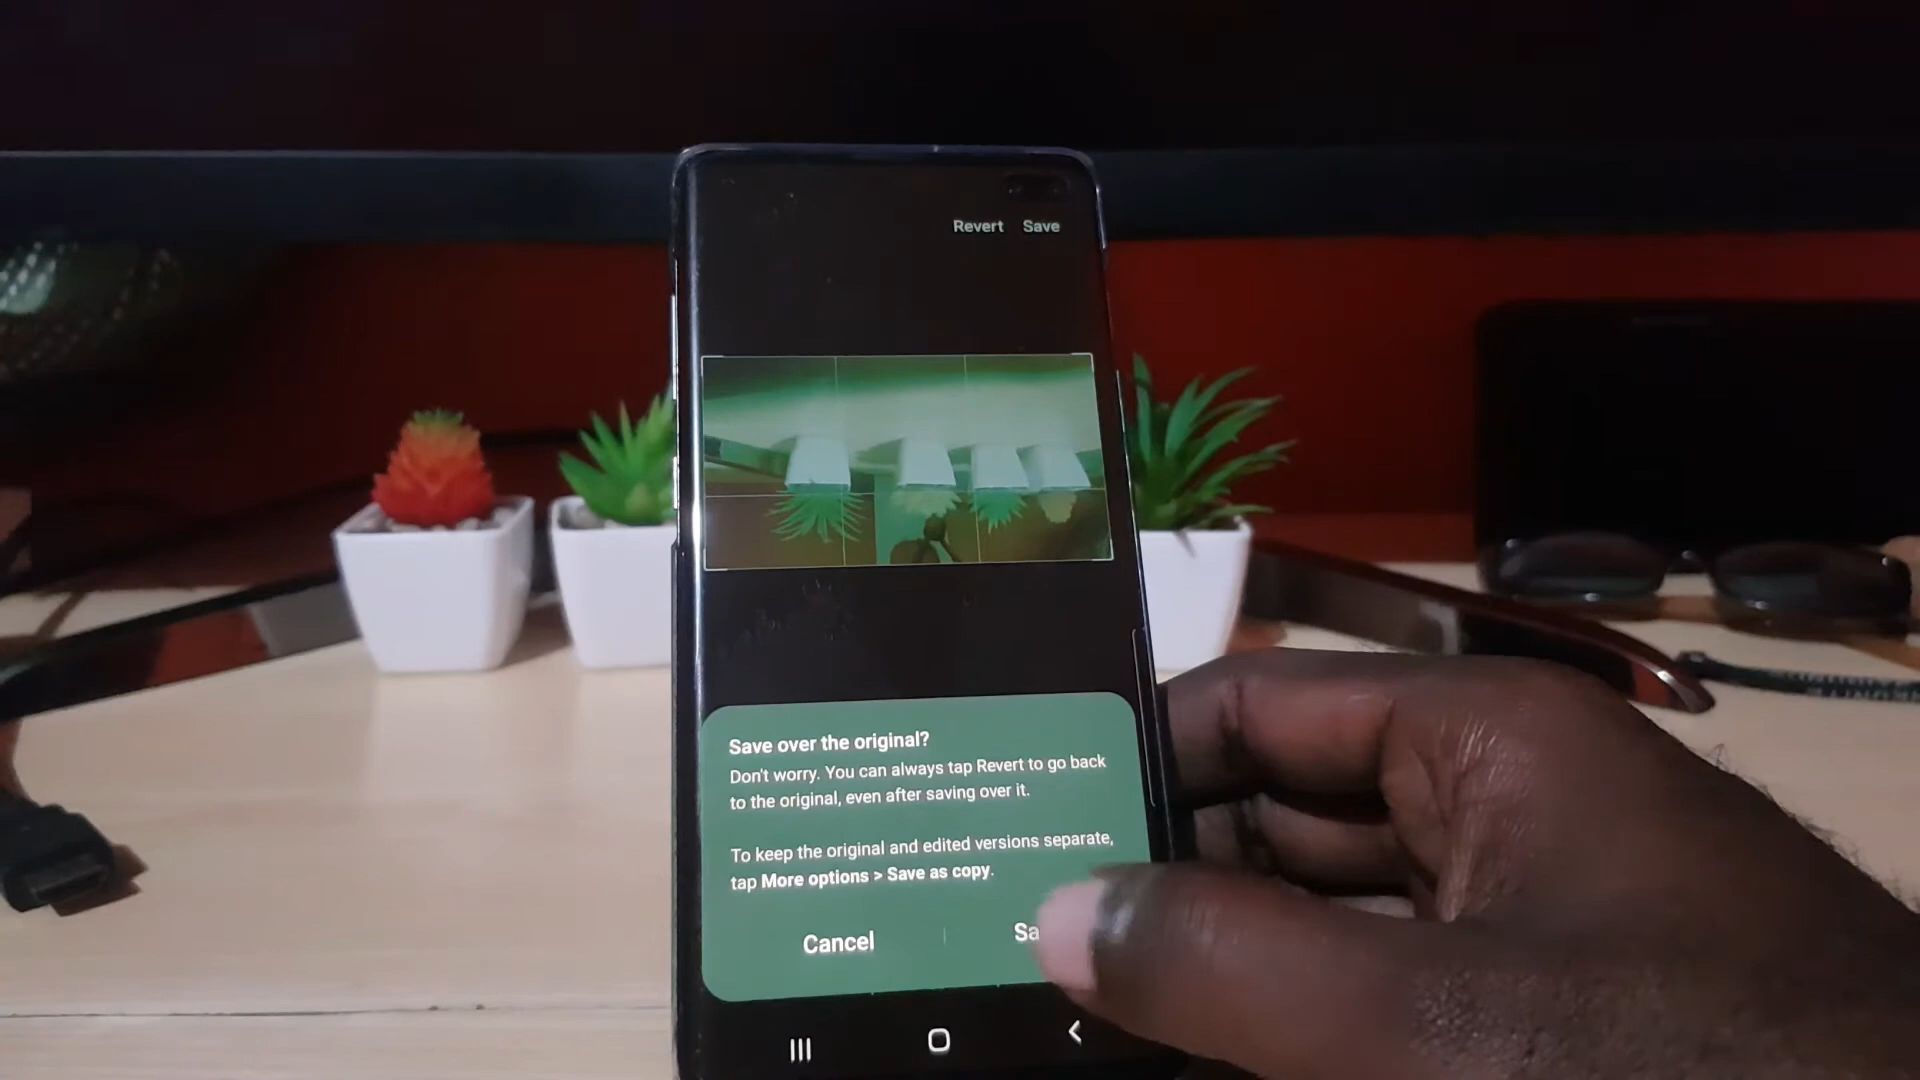 Revert Save
Save over the original?
Don't worry. You can always tap Revert to go back
to the original, even after saving over it.
To keep the original and edited versions separate,
tap More options > Save as copy.
Cancel Sa